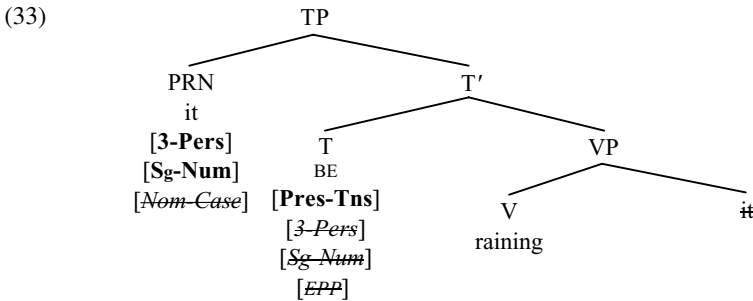 (33)
TP
PRN
it
[3-Pers]
[Sg-Num]
[Nom-Case]
T′
T
BE
[Pres-Tns]
[3-Pers]
[Sg-Num]
[EPP]
VP
V
raining
it